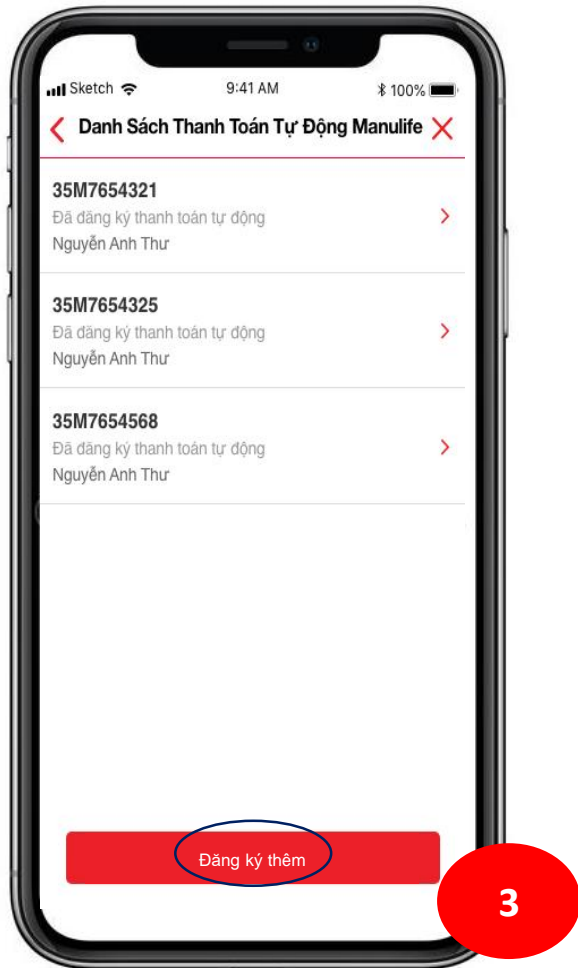 Sketch 9:41 AM 100%
Danh Sách Thanh Toán Tự Động Manulife
35M7654321
Đã đăng ký thanh toán tự động
Nguyễn Anh Thư
35M7654325
Đã đăng ký thanh toán tự động
Nguyễn Anh Thư
35M7654568
Đã đăng ký thanh toán tự động
Nguyễn Anh Thư
Đăng ký thêm
3